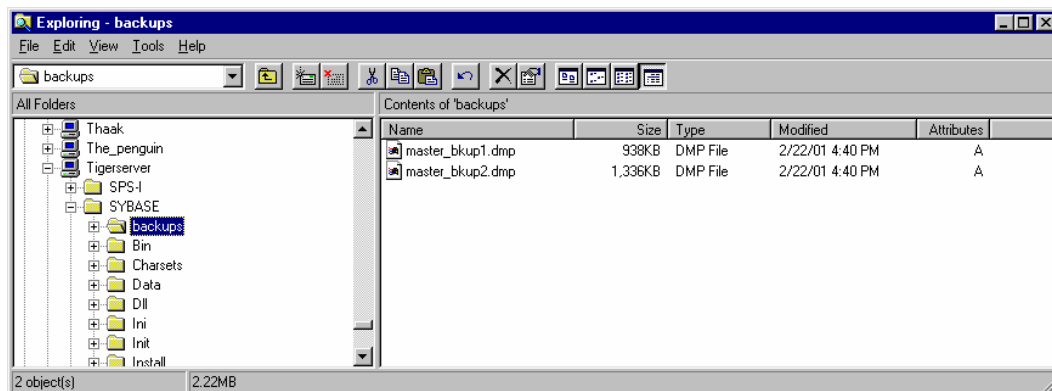 Exploring - backups
File Edit View Tools Help
backups
All Folders
Contents of 'backups'
Thaak
The_penguin
Tigerserver
SPS-I
SYBASE
backups
Bin
Charsets
Data
Dll
Ini
Init
Install
Name Size Type Modified Attributes
master_bkup1.dmp 938KB DMP File 2/22/01 4:40 PM A
master_bkup2.dmp 1,336KB DMP File 2/22/01 4:40 PM A
2 object(s) 2.22MB